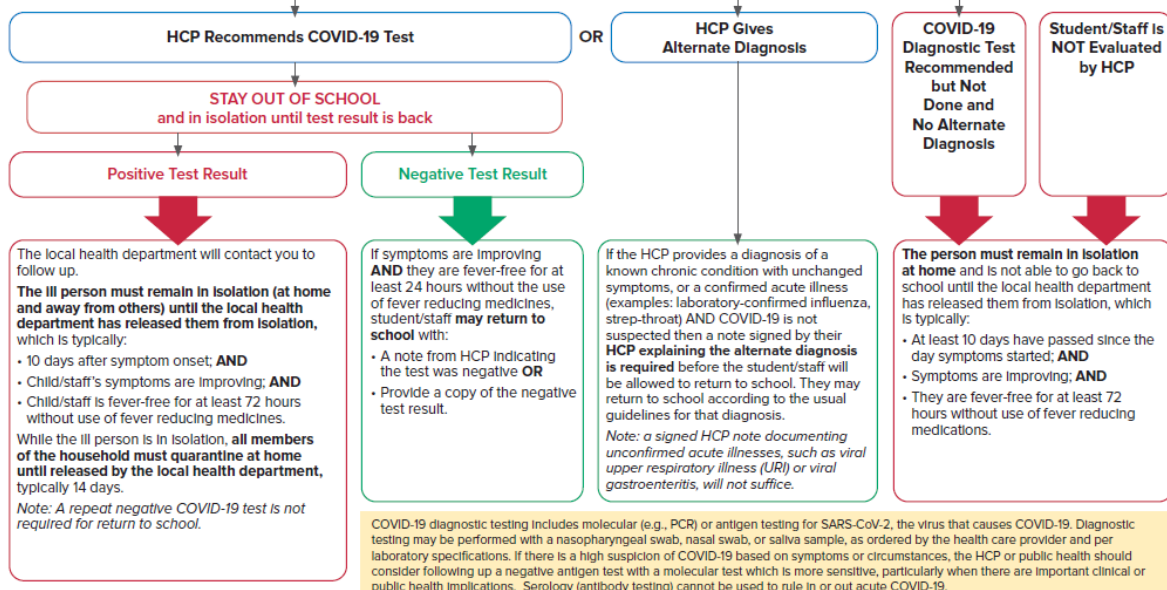 HCP Recommends COVID-19 Test
OR
HCP Gives
Alternate Diagnosis
COVID-19
Diagnostic Test
Recommended
but Not
Done and
No Alternate
Diagnosis
Student/Staff is
NOT Evaluated
by HCP
STAY OUT OF SCHOOL
and in isolation until test result is back
Positive Test Result
Negative Test Result
The local health department will contact you to
follow up.
The ill person must remain in isolation (at home
and away from others) until the local health
department has released them from isolation,
which is typically:
• 10 days after symptom onset; AND
• Child/staff's symptoms are improving; AND
• Child/staff is fever-free for at least 72 hours
without use of fever reducing medicines.
While the ill person is in isolation, all members
of the household must quarantine at home
until released by the local health department,
typically 14 days.
Note: A repeat negative COVID-19 test is not
required for return to school.
If symptoms are improving
AND they are fever-free for at
least 24 hours without the use
of fever reducing medicines,
student/staff may return to
school with:
• A note from HCP indicating
the test was negative OR
• Provide a copy of the negative
test result.
If the HCP provides a diagnosis of a
known chronic condition with unchanged
symptoms, or a confirmed acute illness
(examples: laboratory-confirmed influenza,
strep-throat) AND COVID-19 is not
suspected then a note signed by their
HCP explaining the alternate diagnosis
is required before the student/staff will
be allowed to return to school. They may
return to school according to the usual
guidelines for that diagnosis.
Note: a signed HCP note documenting
unconfirmed acute illnesses, such as viral
upper respiratory illness (URI) or viral
gastroenteritis, will not suffice.
The person must remain in isolation
at home and is not able to go back to
school until the local health department
has released them from isolation, which
is typically:
• At least 10 days have passed since the
day symptoms started; AND
• Symptoms are improving; AND
• They are fever-free for at least 72
hours without use of fever reducing
medications.
COVID-19 diagnostic testing includes molecular (e.g., PCR) or antigen testing for SARS-CoV-2, the virus that causes COVID-19. Diagnostic
testing may be performed with a nasopharyngeal swab, nasal swab, or saliva sample, as ordered by the health care provider and per
laboratory specifications. If there is a high suspicion of COVID-19 based on symptoms or circumstances, the HCP or public health should
consider following up a negative antigen test with a molecular test which is more sensitive, particularly when there are important clinical or
public health implications. Serology (antibody testing) cannot be used to rule in or out acute COVID-19.